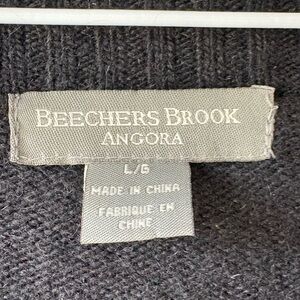 BEECHERS BROOK
ANGORA
L/G
MADE IN CHINA
FABRIQUE EN
CHINE